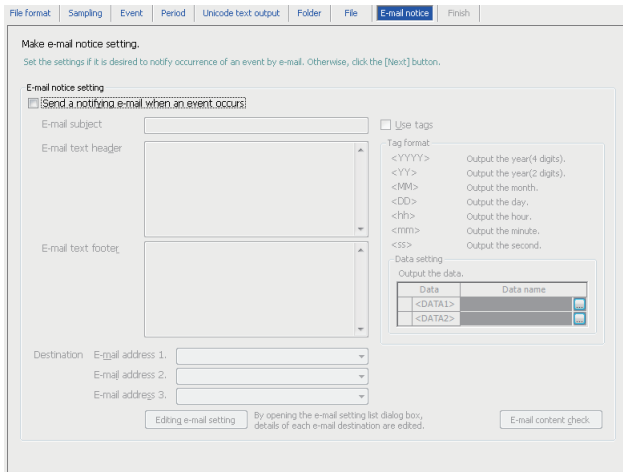 File format Sampling Event Period Unicode text output Folder File E-mail notice Finish
Make e-mail notice setting.
Set the settings if it is desired to notify occurrence of an event by e-mail. Otherwise, click the [Next] button.
E-mail notice setting
Send a notifying e-mail when an event occurs
E-mail subject
Use tags
E-mail text header
Tag format
<YYYY> Output the year(4 digits).
<YY> Output the year(2 digits).
<MM> Output the month.
<DD> Output the day.
<hh> Output the hour.
<mm> Output the minute.
<ss> Output the second.
E-mail text footer
Data setting
Output the data.
Data Data name
<DATA1> ...
<DATA2> ...
Destination E-mail address 1.
E-mail address 2.
E-mail address 3.
Editing e-mail setting
By opening the e-mail setting list dialog box,
details of each e-mail destination are edited.
E-mail content check